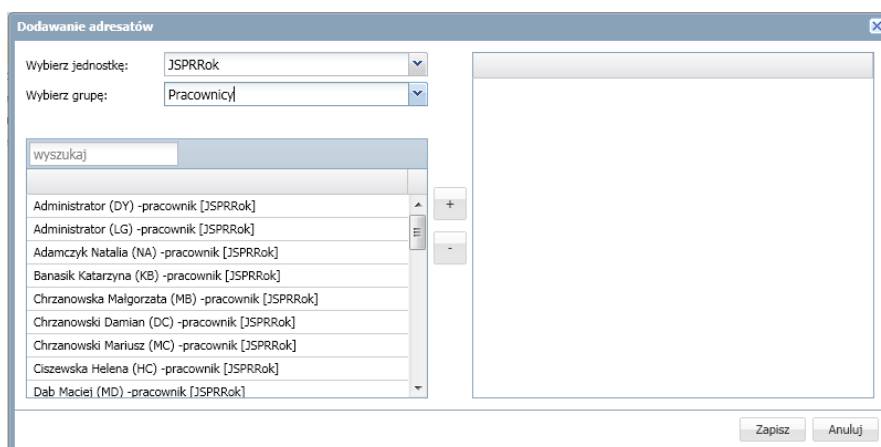 Dodawanie adresatów
Wybierz jednostkę: JSPRRok
Wybierz grupę: Pracownicy
wyszukaj
Administrator (DY) -pracownik [JSPRRok]
+
Administrator (LG) -pracownik [JSPRRok]
Adamczyk Natalia (NA) -pracownik [JSPRRok]
-
Banasik Katarzyna (KB) -pracownik [JSPRRok]
Chrzanowska Małgorzata (MB) -pracownik [JSPRRok]
Chrzanowski Damian (DC) -pracownik [JSPRRok]
Chrzanowski Mariusz (MC) -pracownik [JSPRRok]
Ciszewska Helena (HC) -pracownik [JSPRRok]
Dąb Maciej (MD) -pracownik [JSPRRok]
Zapisz Anuluj